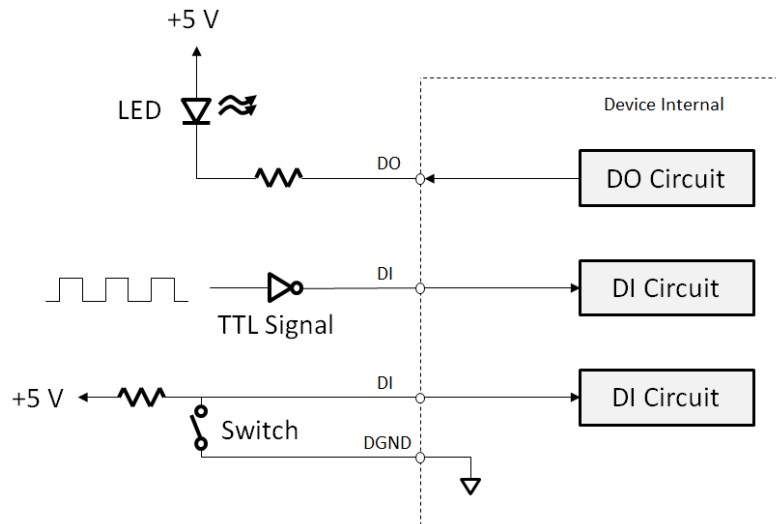 +5 V
LED
Device Internal
DO
DO Circuit
DI
DI Circuit
TTL Signal
DI
+5 V
DI Circuit
Switch
DGND